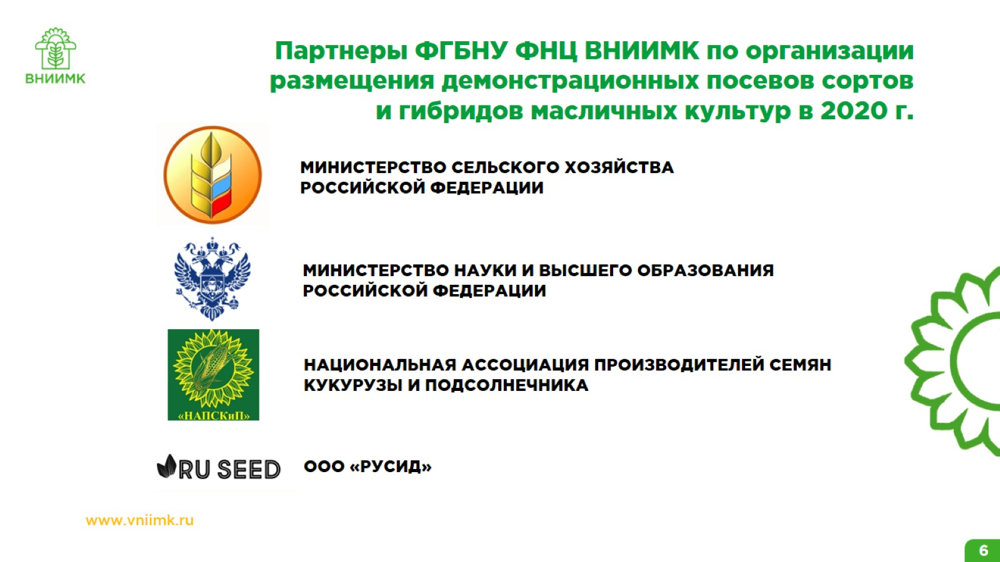 ВНИИМК
Партнеры ФГБНУ ФНЦ ВНИИМК по организации
размещения демонстрационных посевов сортов
и гибридов масличных культур в 2020 г.
МИНИСТЕРСТВО СЕЛЬСКОГО ХОЗЯЙСТВА
РОССИЙСКОЙ ФЕДЕРАЦИИ
МИНИСТЕРСТВО НАУКИ И ВЫСШЕГО ОБРАЗОВАНИЯ
РОССИЙСКОЙ ФЕДЕРАЦИИ
«НАПСКиП»
НАЦИОНАЛЬНАЯ АССОЦИАЦИЯ ПРОИЗВОДИТЕЛЕЙ СЕМЯН
КУКУРУЗЫ И ПОДСОЛНЕЧНИКА
RU SEED
ООО «РУСИД»
www.vniimk.ru
6